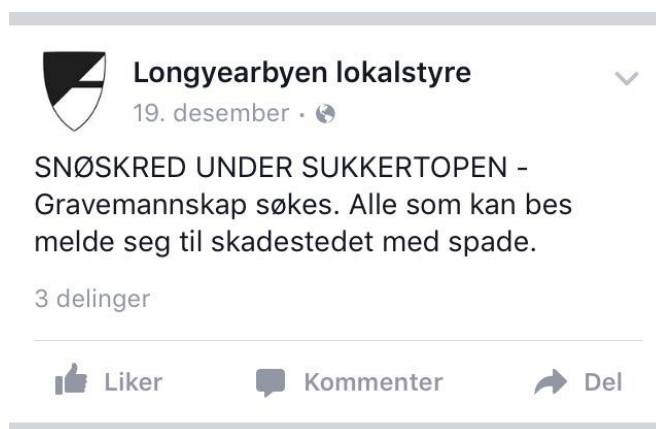 Longyearbyen lokalstyre
19. desember ·
SNØSKRED UNDER SUKKERTOPEN -
Gravemannskap søkes. Alle som kan bes
melde seg til skadestedet med spade.
3 delinger
Liker Kommenter Del